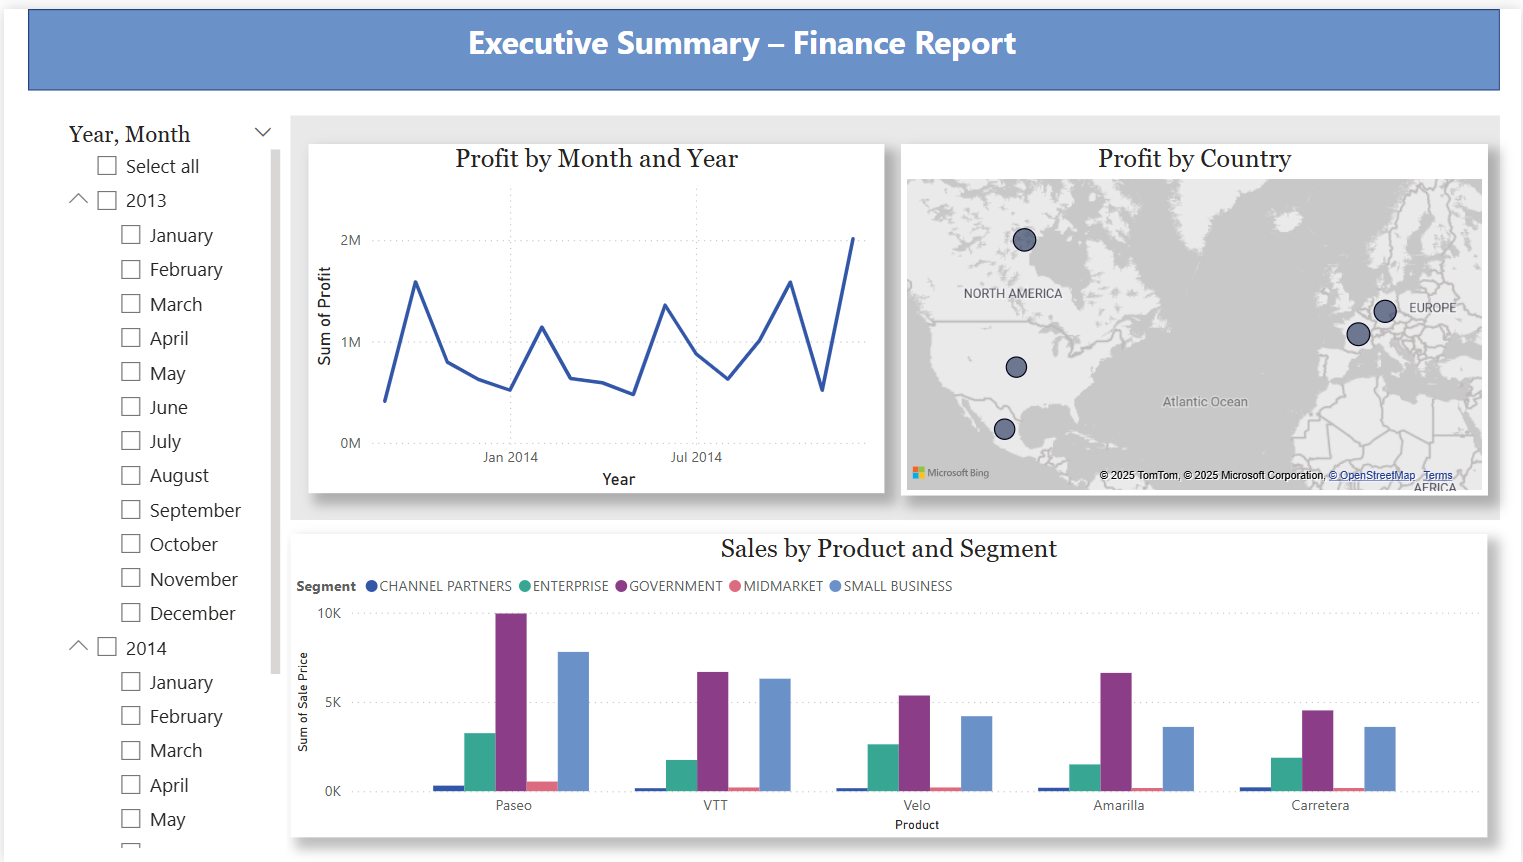 Executive Summary – Finance Report
Year, Month
Select all
2013
January
February
March
April
May
June
July
August
September
October
November
December
2014
January
February
March
April
May
Profit by Month and Year
Sum of Profit
2M
1M
0M
Jan 2014
Jul 2014
Year
Profit by Country
NORTH AMERICA
EUROPE
Atlantic Ocean
AFRICA
Microsoft Bing
© 2025 TomTom, © 2025 Microsoft Corporation, © OpenStreetMap Terms
Sales by Product and Segment
Segment CHANNEL PARTNERS ENTERPRISE GOVERNMENT MIDMARKET SMALL BUSINESS
Sum of Sale Price
10K
5K
0K
Paseo VTT Velo Amarilla Carretera
Product